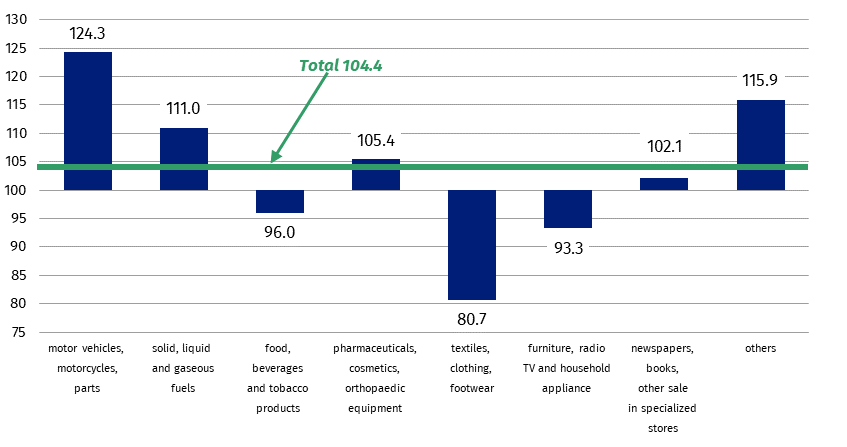 130
125
120
115
110
105
100
95
90
85
80
75
124.3
111.0
96.0
Total 104.4
105.4
80.7
93.3
102.1
115.9
motor vehicles,
motorcycles,
parts
solid, liquid
and gaseous
fuels
food,
beverages
and tobacco
products
pharmaceuticals,
cosmetics,
orthopaedic
equipment
textiles,
clothing,
footwear
furniture, radio
TV and household
appliance
newspapers,
books,
other sale
in specialized
stores
others